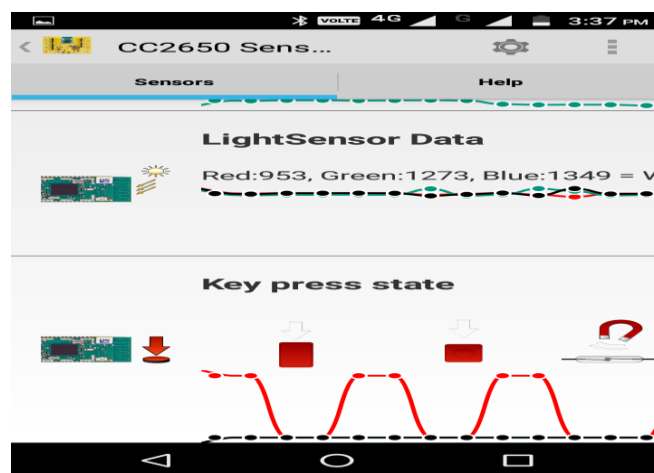 VOLTE 4G G 3:37 PM
CC2650 Sens...
Sensors Help
LightSensor Data
Red:953, Green:1273, Blue:1349 = V
Key press state